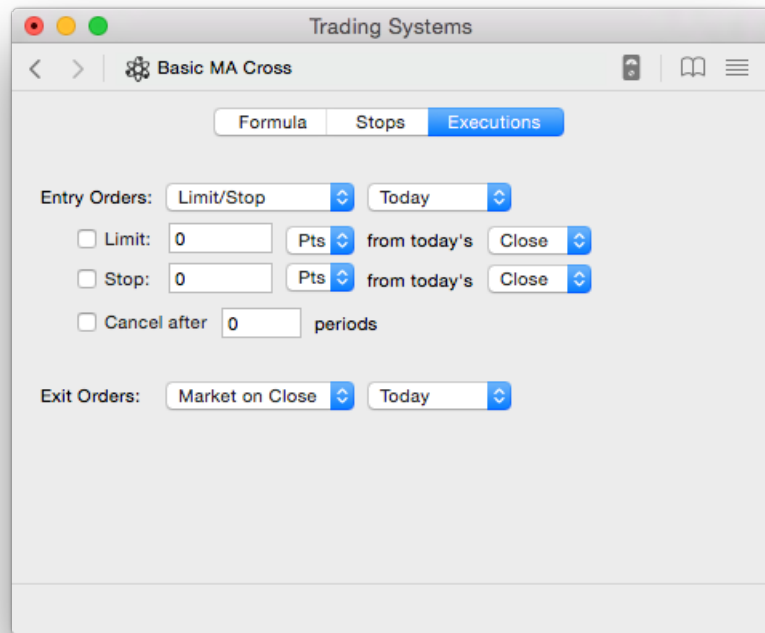 Trading Systems
Basic MA Cross
Formula Stops Executions
Entry Orders: Limit/Stop Today
Limit: 0 Pts from today's Close
Stop: 0 Pts from today's Close
Cancel after 0 periods
Exit Orders: Market on Close Today